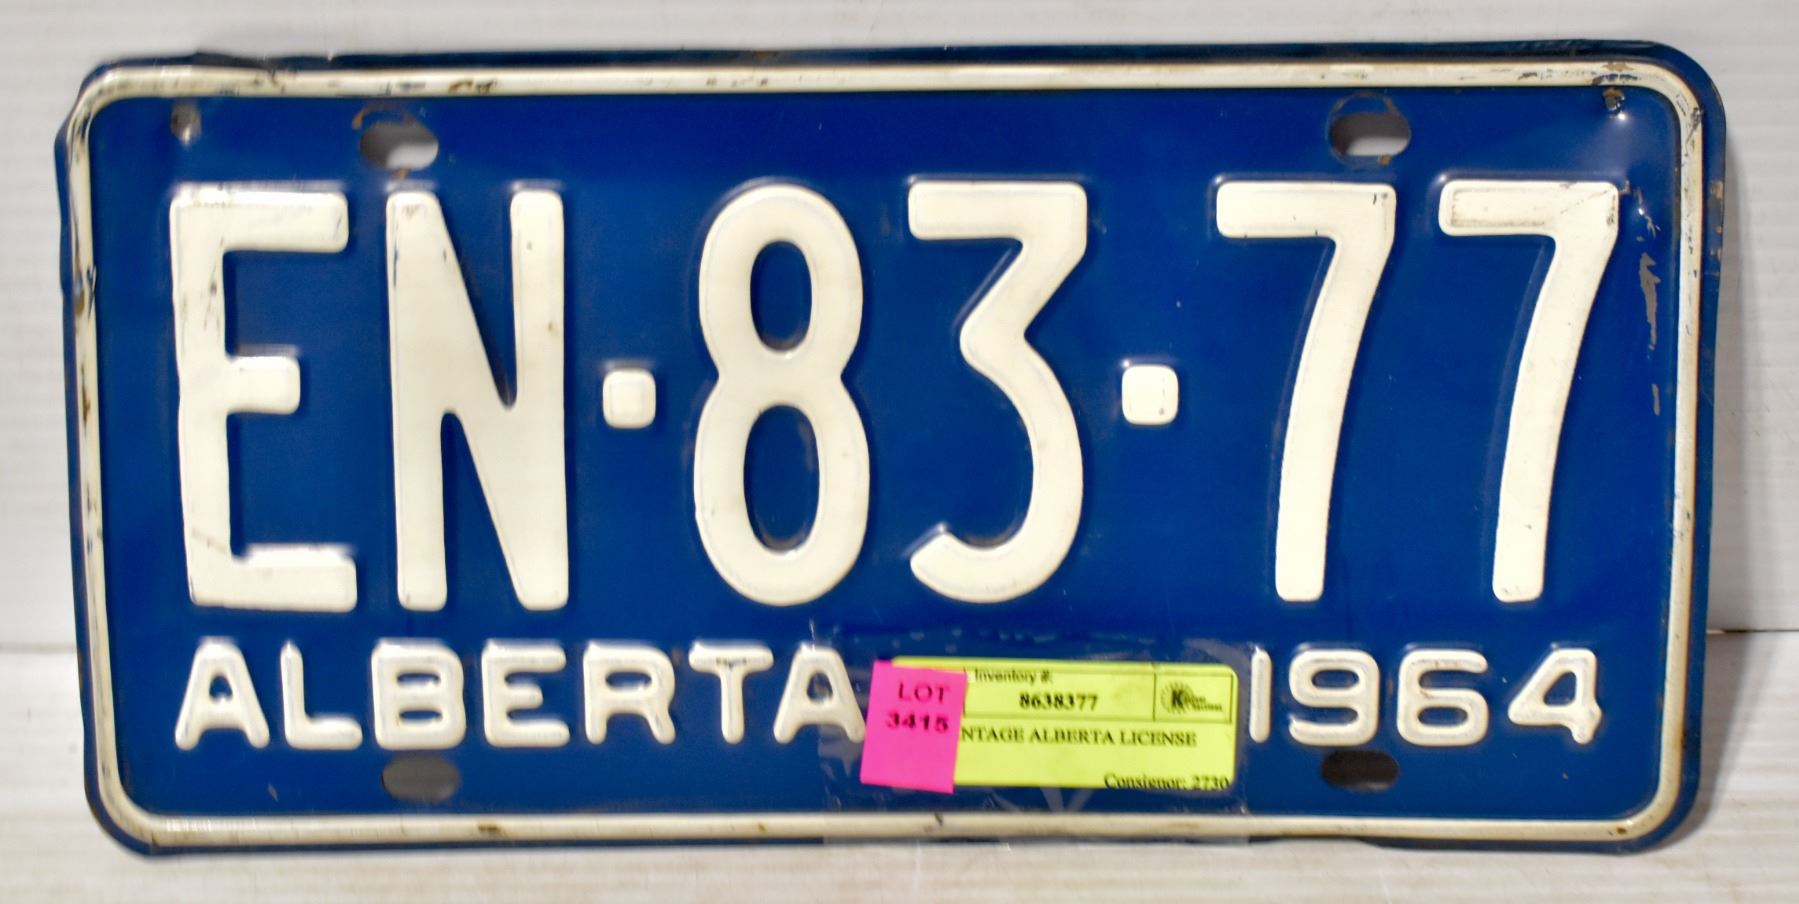 EN·83·77
ALBERTA 1964
LOT
3415
Inventory #:
8638377
NTAGE ALBERTA LICENSE
Consignor: 2730